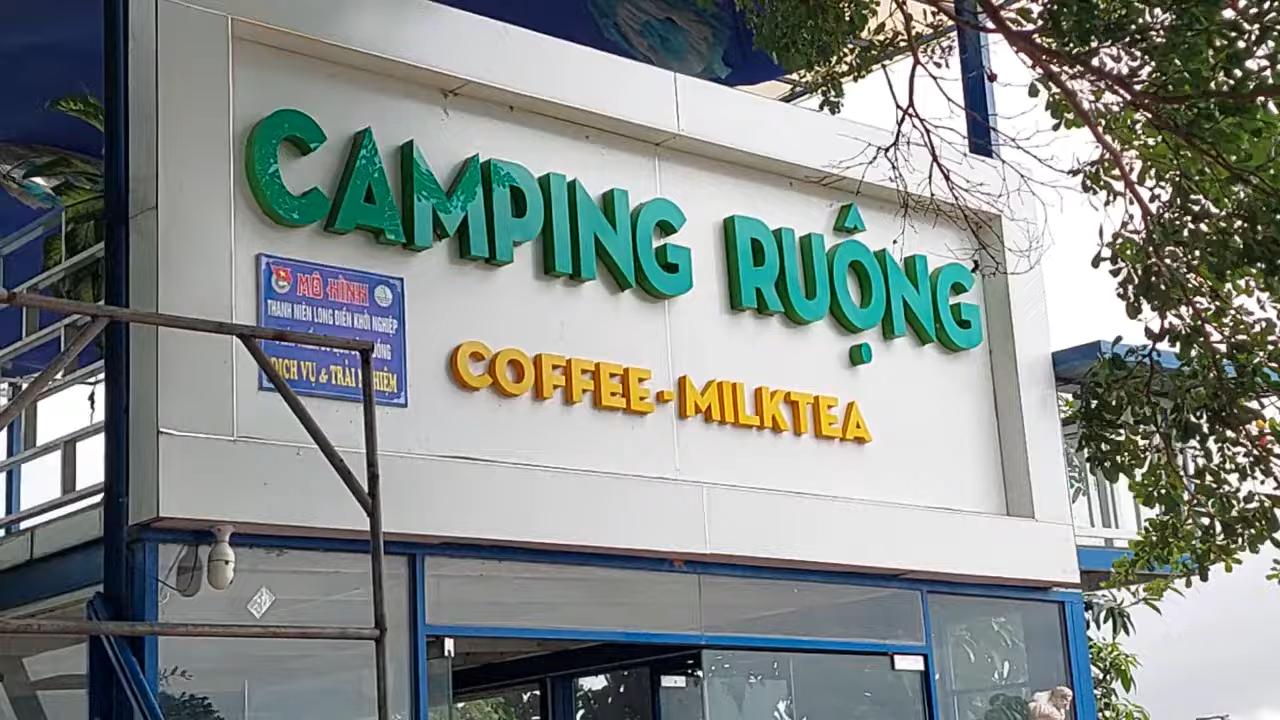 CAMPING RUỘNG
MÔ HÌNH
THANH NIÊN LONG ĐIỀN KHỞI NGHIỆP
DỊCH VỤ & TRẢI NGHIỆM
COFFEE - MILKTEA